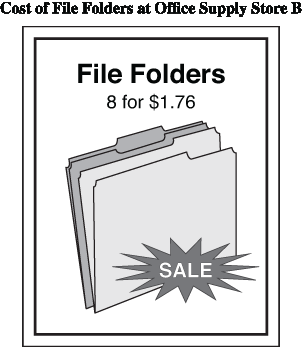 Cost of File Folders at Office Supply Store B
File Folders
8 for $1.76
SALE